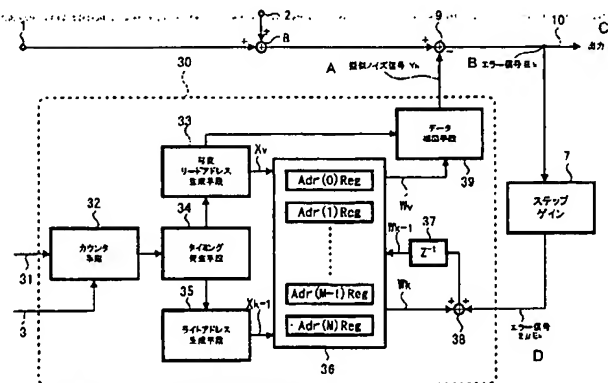 1
2
8
9
10
C
出力
30
A
疑似ノイズ信号 Yk
B エラー信号 Ek
33
可変
リードアドレス
生成手段
Xv
データ
補間手段
39
32
カウンタ
手段
34
タイミング
発生手段
Adr(0)Reg
Adr(1)Reg
Wv
7
ステップ
ゲイン
Wk-1
37
Z⁻¹
31
3
35
ライトアドレス
生成手段
Xk-1
Adr(M-1)Reg
Adr(M)Reg
Wk
38
36
エラー信号
2μEk
D